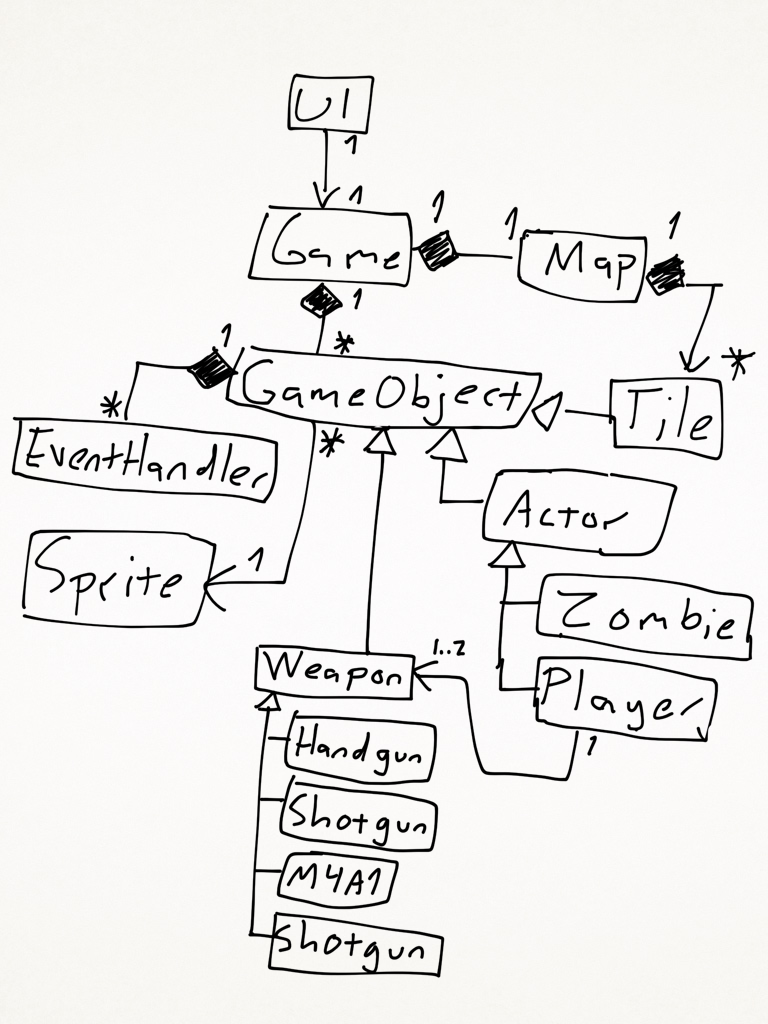 UI
1
1
Game
1
1
Map
1
1
*
1
*
GameObject
Tile
*
EventHandler
*
Actor
Sprite
1
Zombie
Weapon
1..2
Player
1
Handgun
Shotgun
M4A1
Shotgun